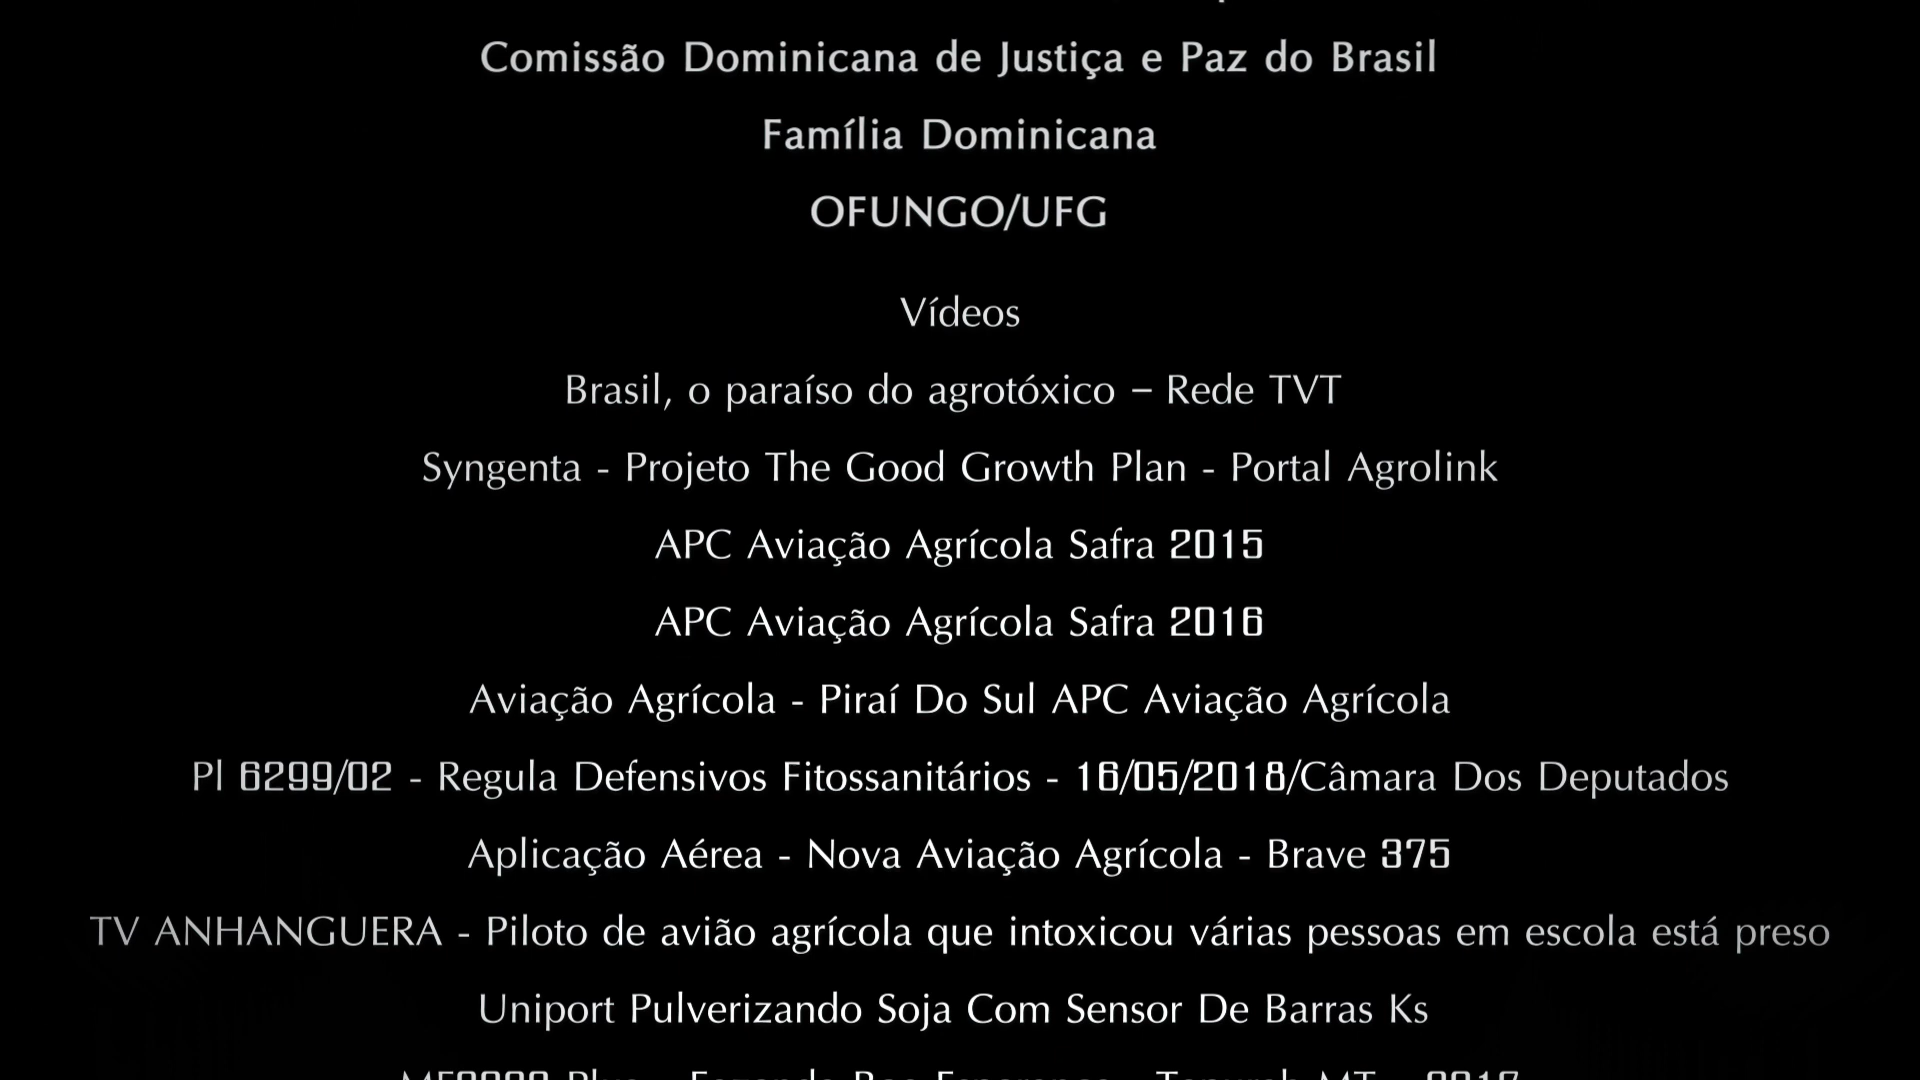 Comissão Dominicana de Justiça e Paz do Brasil
Família Dominicana
OFUNGO/UFG
Vídeos
Brasil, o paraíso do agrotóxico – Rede TVT
Syngenta - Projeto The Good Growth Plan - Portal Agrolink
APC Aviação Agrícola Safra 2015
APC Aviação Agrícola Safra 2016
Aviação Agrícola - Piraí Do Sul APC Aviação Agrícola
Pl 6299/02 - Regula Defensivos Fitossanitários - 16/05/2018/Câmara Dos Deputados
Aplicação Aérea - Nova Aviação Agrícola - Brave 375
TV ANHANGUERA - Piloto de avião agrícola que intoxicou várias pessoas em escola está preso
Uniport Pulverizando Soja Com Sensor De Barras Ks